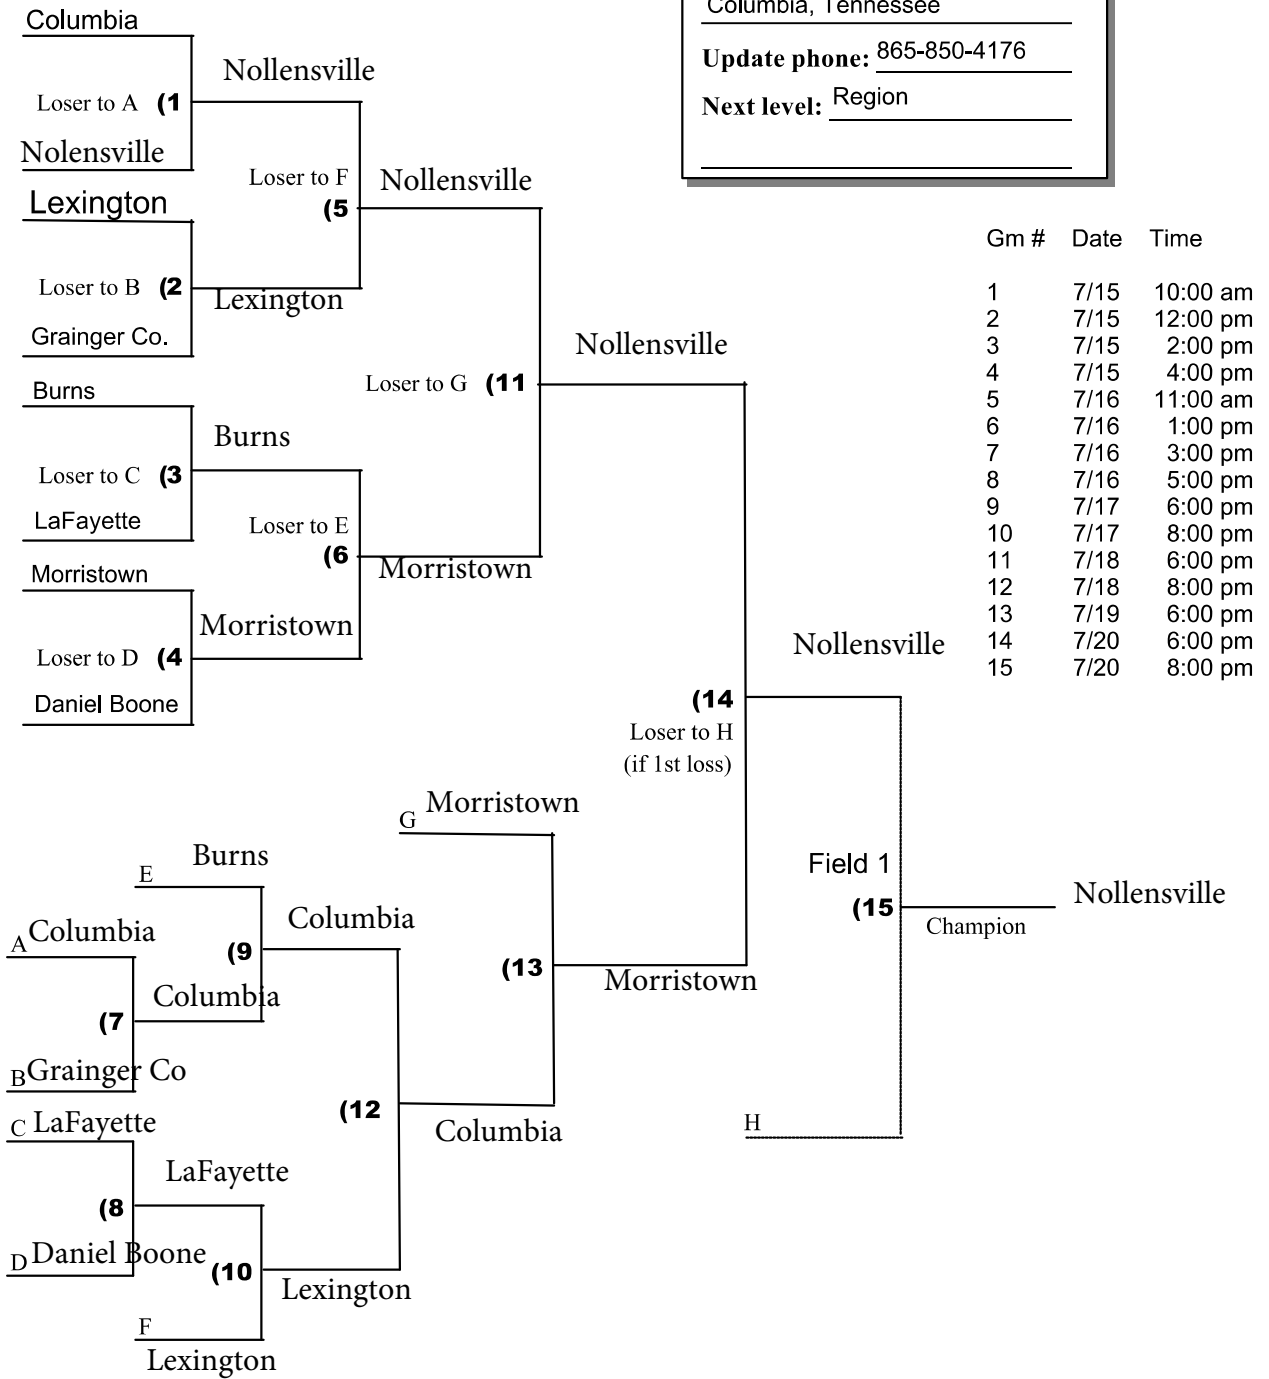 Columbia, Tennessee
Update phone: 865-850-4176
Next level: Region
Columbia
Nollensville
Loser to A (1
Nolensville
Loser to F
(5
Nollensville
Lexington
Loser to B (2
Lexington
Grainger Co.
Nollensville
Loser to G (11
Burns
Burns
Loser to C (3
LaFayette
Loser to E
(6
Morristown
Morristown
Morristown
Loser to D (4
Daniel Boone
Gm # Date Time
1 7/15 10:00 am
2 7/15 12:00 pm
3 7/15 2:00 pm
4 7/15 4:00 pm
5 7/16 11:00 am
6 7/16 1:00 pm
7 7/16 3:00 pm
8 7/16 5:00 pm
9 7/17 6:00 pm
10 7/17 8:00 pm
11 7/18 6:00 pm
12 7/18 8:00 pm
13 7/19 6:00 pm
14 7/20 6:00 pm
15 7/20 8:00 pm
Nollensville
(14
Loser to H
(if 1st loss)
G Morristown
E Burns
A Columbia
Columbia
(9
Columbia
(7
B Grainger Co
(13
Morristown
Field 1
(15
Nollensville
Champion
C LaFayette
(12
Columbia
H
LaFayette
(8
D Daniel Boone
(10
Lexington
F
Lexington